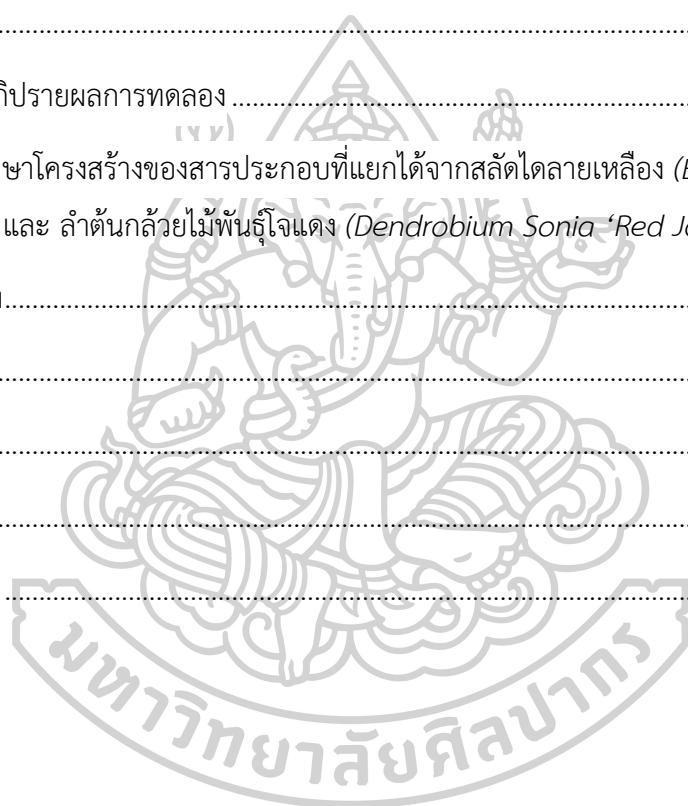 ..........
ภิปรายผลการทดลอง ..........
ษาโครงสร้างของสารประกอบที่แยกได้จากสลัดไดลายเหลือง (E
และ ลำต้นกล้วยไม้พันธุ์โจแดง (Dendrobium Sonia ‘Red Jo
..........
..........
..........
..........
..........
มหาวิทยาลัยศิลปากร